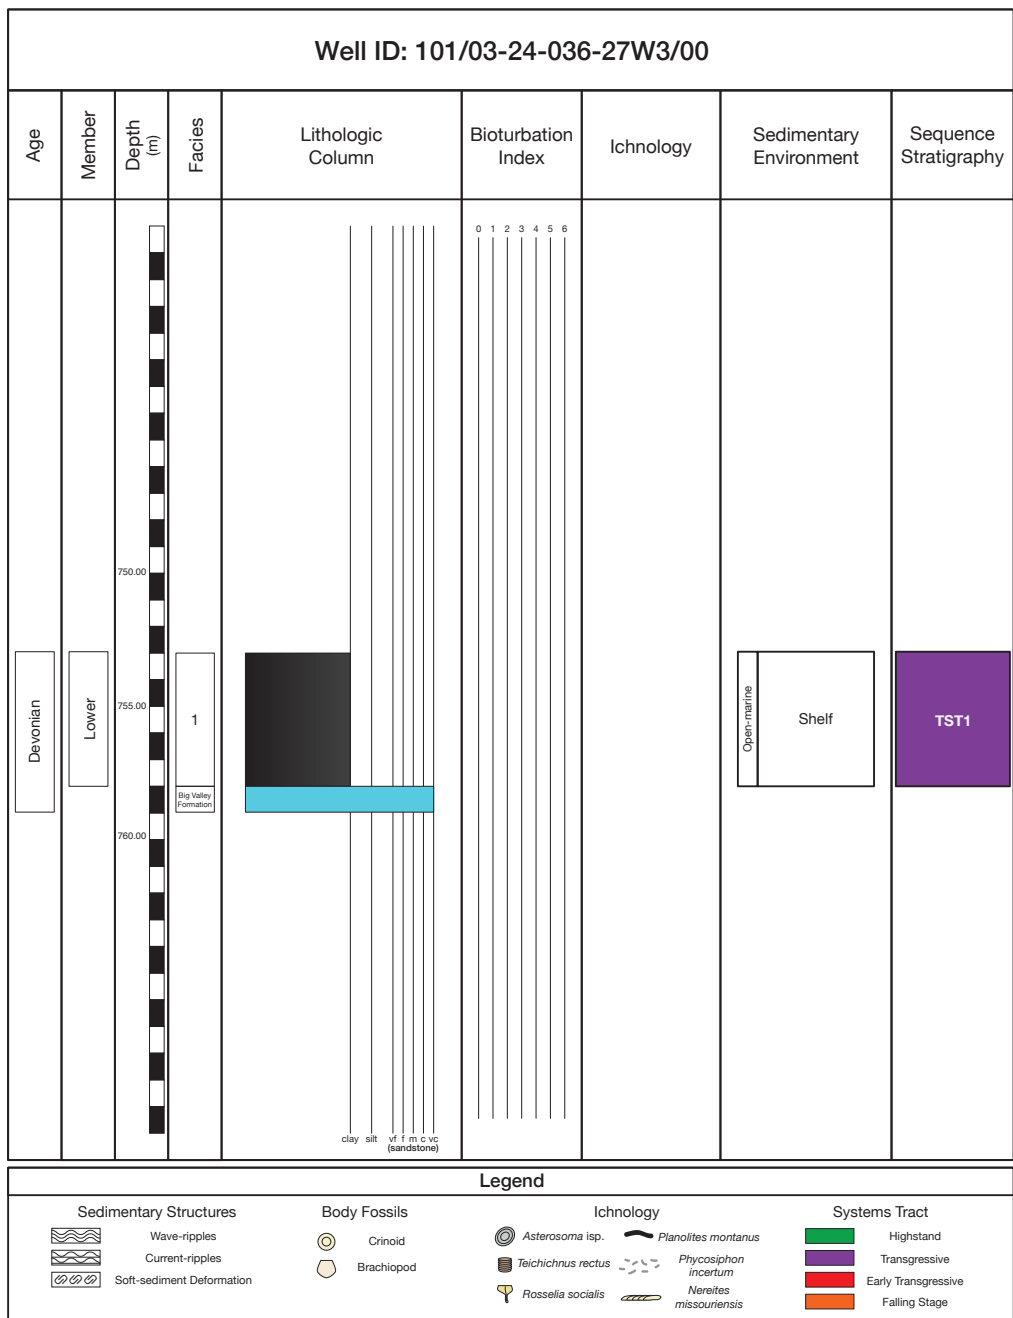 Well ID: 101/03-24-036-27W3/00
Age
Member
Depth
(m)
Facies
Lithologic
Column
Bioturbation
Index
Ichnology
Sedimentary
Environment
Sequence
Stratigraphy
0 1 2 3 4 5 6
750.00
755.00
760.00
Devonian
Lower
1
Big Valley
Formation
Open-marine
Shelf
TST1
clay silt vf f m c vc
(sandstone)
Legend
Sedimentary Structures
Wave-ripples
Current-ripples
Soft-sediment Deformation
Body Fossils
Crinoid
Brachiopod
Ichnology
Asterosoma isp.
Teichichnus rectus
Rosselia socialis
Planolites montanus
Phycosiphon
incertum
Nereites
missouriensis
Systems Tract
Highstand
Transgressive
Early Transgressive
Falling Stage